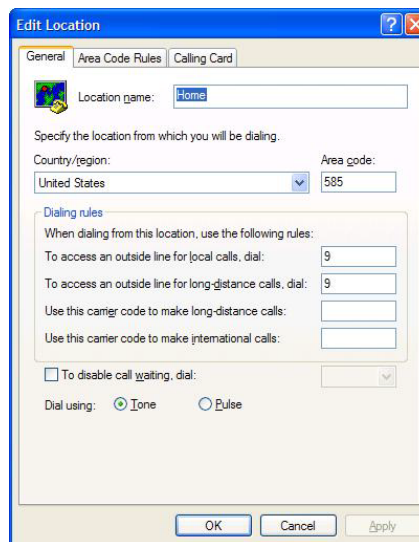 Edit Location
General Area Code Rules Calling Card
Location name: Home
Specify the location from which you will be dialing.
Country/region: Area code:
United States 585
Dialing rules
When dialing from this location, use the following rules:
To access an outside line for local calls, dial: 9
To access an outside line for long-distance calls, dial: 9
Use this carrier code to make long-distance calls:
Use this carrier code to make international calls:
To disable call waiting, dial:
Dial using: Tone Pulse
OK Cancel Apply